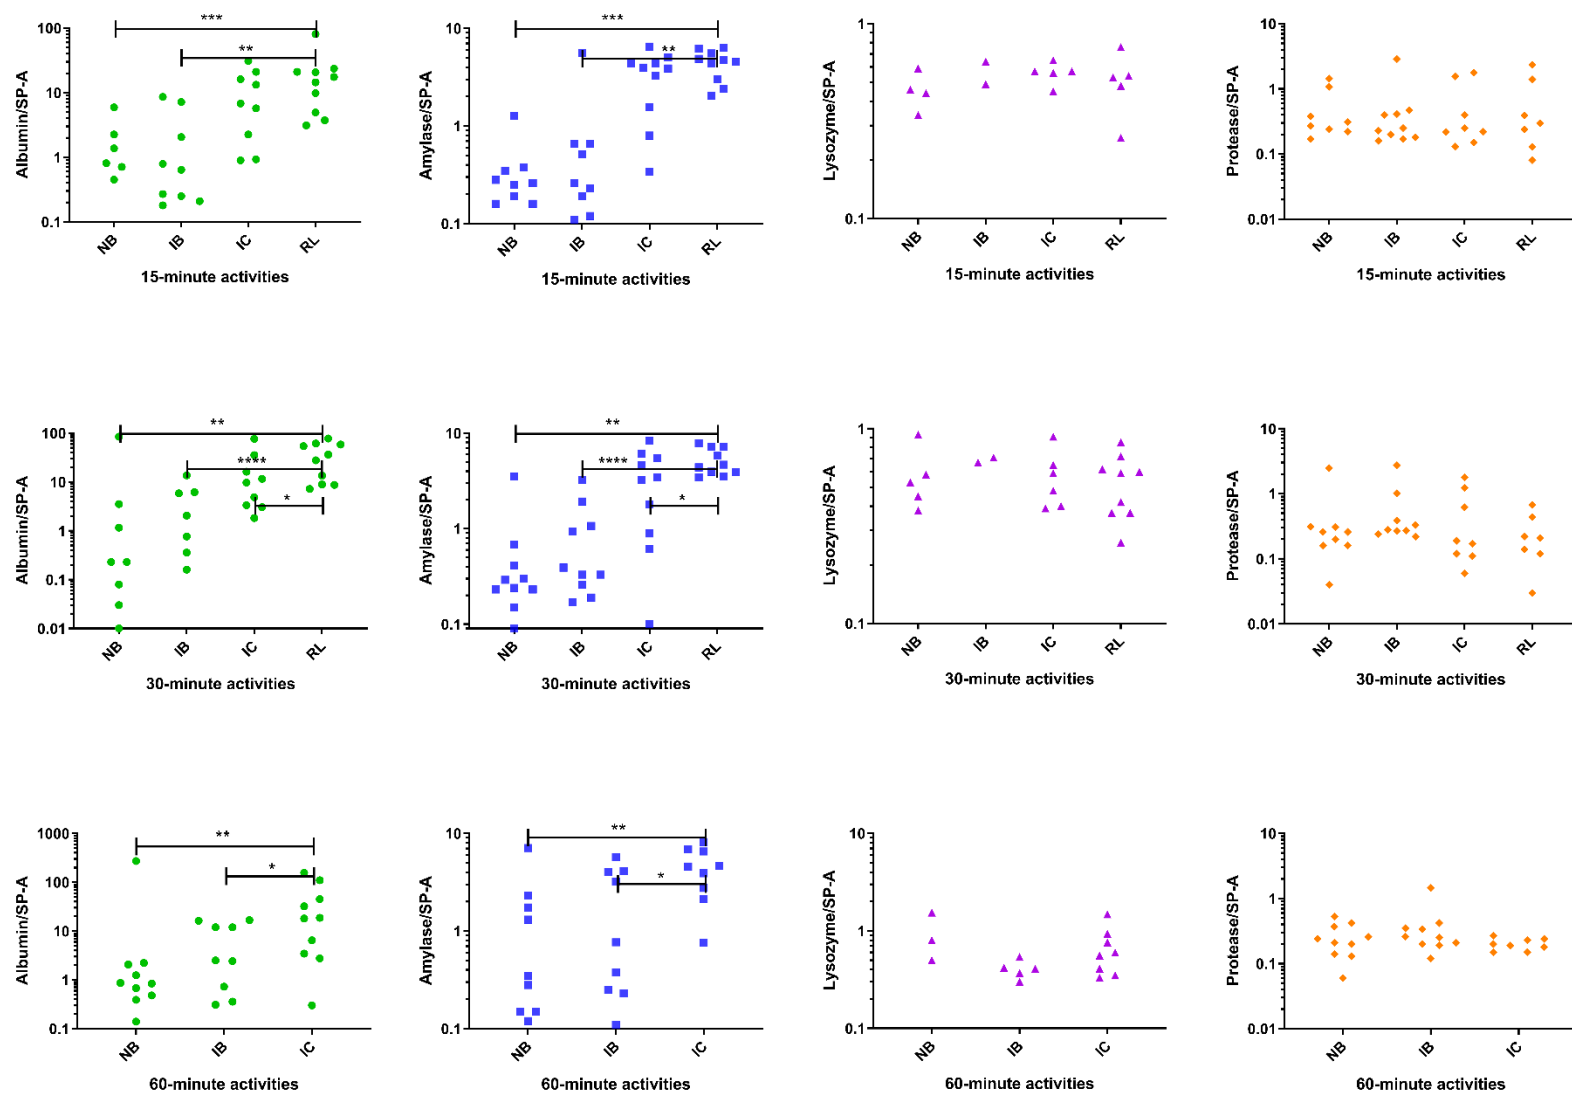 Albumin/SP-A
100
10
1
0.1
***
**
NB
IB
IC
RL
15-minute activities
Amylase/SP-A
10
1
0.1
***
**
NB
IB
IC
RL
15-minute activities
Lysozyme/SP-A
1
0.1
NB
IB
IC
RL
15-minute activities
Protease/SP-A
10
1
0.1
0.01
NB
IB
IC
RL
15-minute activities
Albumin/SP-A
100
10
1
0.1
0.01
**
****
*
NB
IB
IC
RL
30-minute activities
Amylase/SP-A
10
1
0.1
**
****
*
NB
IB
IC
RL
30-minute activities
Lysozyme/SP-A
1
0.1
NB
IB
IC
RL
30-minute activities
Protease/SP-A
10
1
0.1
0.01
NB
IB
IC
RL
30-minute activities
Albumin/SP-A
1000
100
10
1
0.1
**
*
NB
IB
IC
60-minute activities
Amylase/SP-A
10
1
0.1
**
*
NB
IB
IC
60-minute activities
Lysozyme/SP-A
10
1
0.1
NB
IB
IC
60-minute activities
Protease/SP-A
10
1
0.1
0.01
NB
IB
IC
60-minute activities